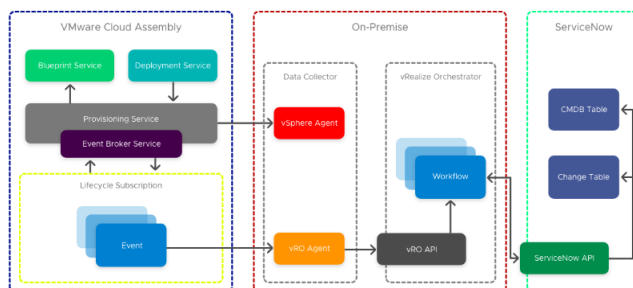 VMware Cloud Assembly
On-Premise
ServiceNow
Blueprint Service
Deployment Service
Provisioning Service
Event Broker Service
Lifecycle Subscription
Event
Data Collector
vSphere Agent
vRO Agent
vRealize Orchestrator
Workflow
vRO API
CMDB Table
Change Table
ServiceNow API